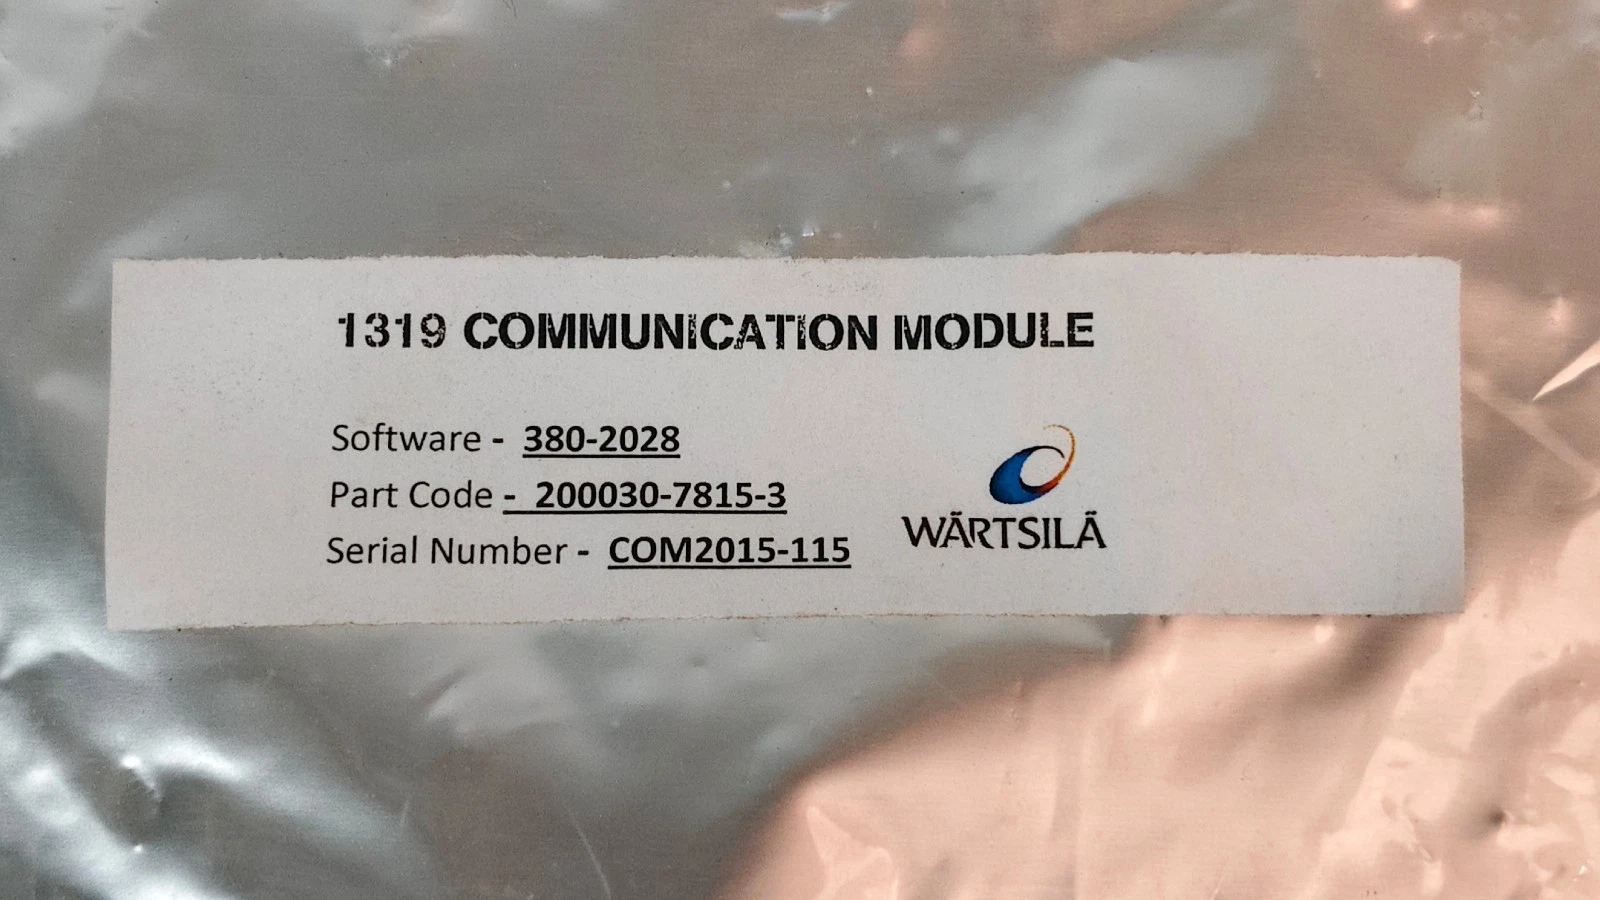 1319 COMMUNICATION MODULE
Software - 380-2028
Part Code - 200030-7815-3
Serial Number - COM2015-115
WÄRTSILÄ